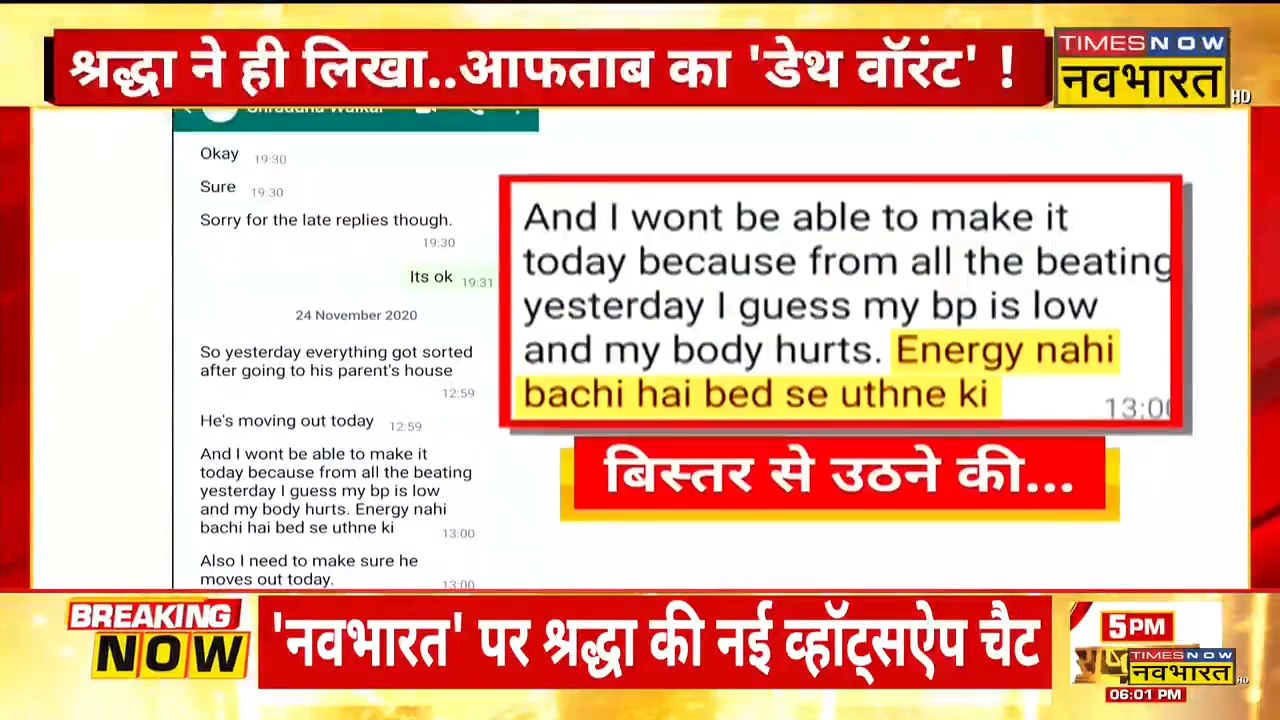 श्रद्धा ने ही लिखा..आफताब का 'डेथ वॉरंट' !
TIMES NOW
नवभारत
HD
Okay 19:30
Sure 19:30
Sorry for the late replies though.
19:30
Its ok 19:31
24 November 2020
So yesterday everything got sorted
after going to his parent's house
12:59
He's moving out today 12:59
And I wont be able to make it
today because from all the beating
yesterday I guess my bp is low
and my body hurts. Energy nahi
bachi hai bed se uthne ki 13:00
Also I need to make sure he
moves out today. 13:00
And I wont be able to make it
today because from all the beating
yesterday I guess my bp is low
and my body hurts. Energy nahi
bachi hai bed se uthne ki
13:00
बिस्तर से उठने की...
BREAKING
NOW
'नवभारत' पर श्रद्धा की नई व्हॉट्सऐप चैट
5PM
TIMES NOW
नवभारत
HD
06:01 PM